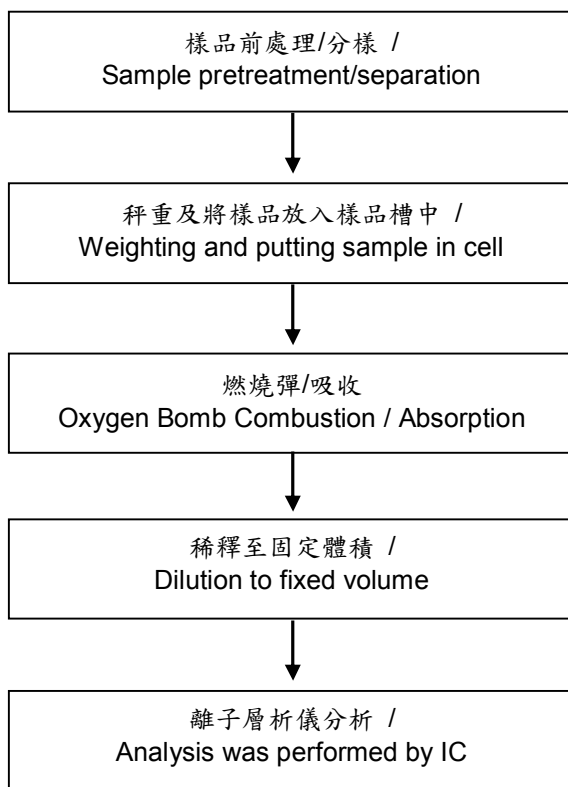 樣品前處理/分樣 /
Sample pretreatment/separation
秤重及將樣品放入樣品槽中 /
Weighting and putting sample in cell
燃燒彈/吸收
Oxygen Bomb Combustion / Absorption
稀釋至固定體積 /
Dilution to fixed volume
離子層析儀分析 /
Analysis was performed by IC